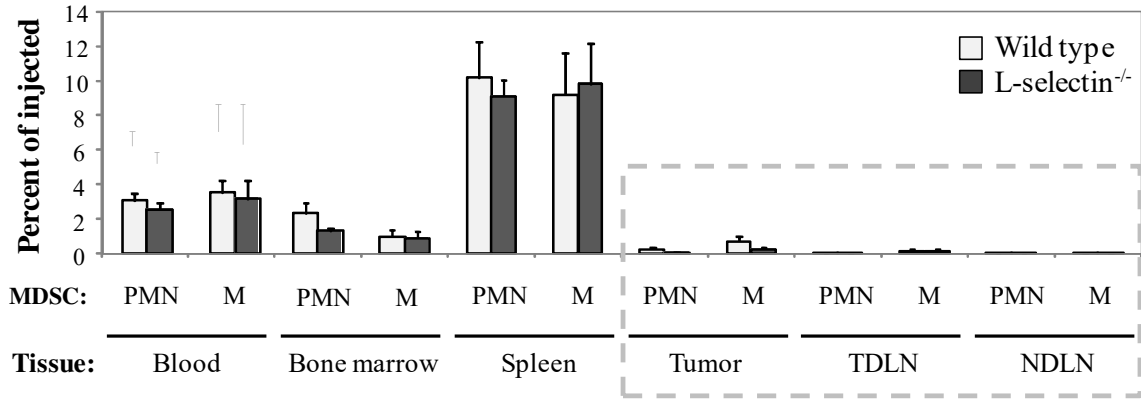 Percent of injected
14
12
10
8
6
4
2
0
Wild type
L-selectin-/-
MDSC: PMN M PMN M PMN M PMN M PMN M PMN M
Tissue: Blood Bone marrow Spleen Tumor TDLN NDLN